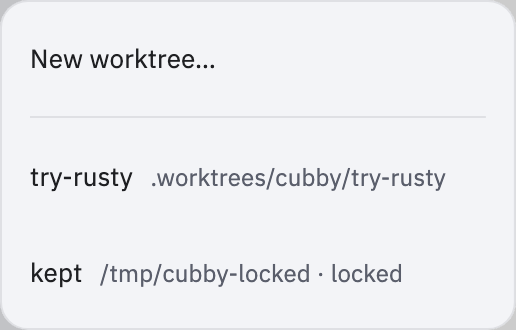 New worktree...
try-rusty .worktrees/cubby/try-rusty
kept /tmp/cubby-locked · locked